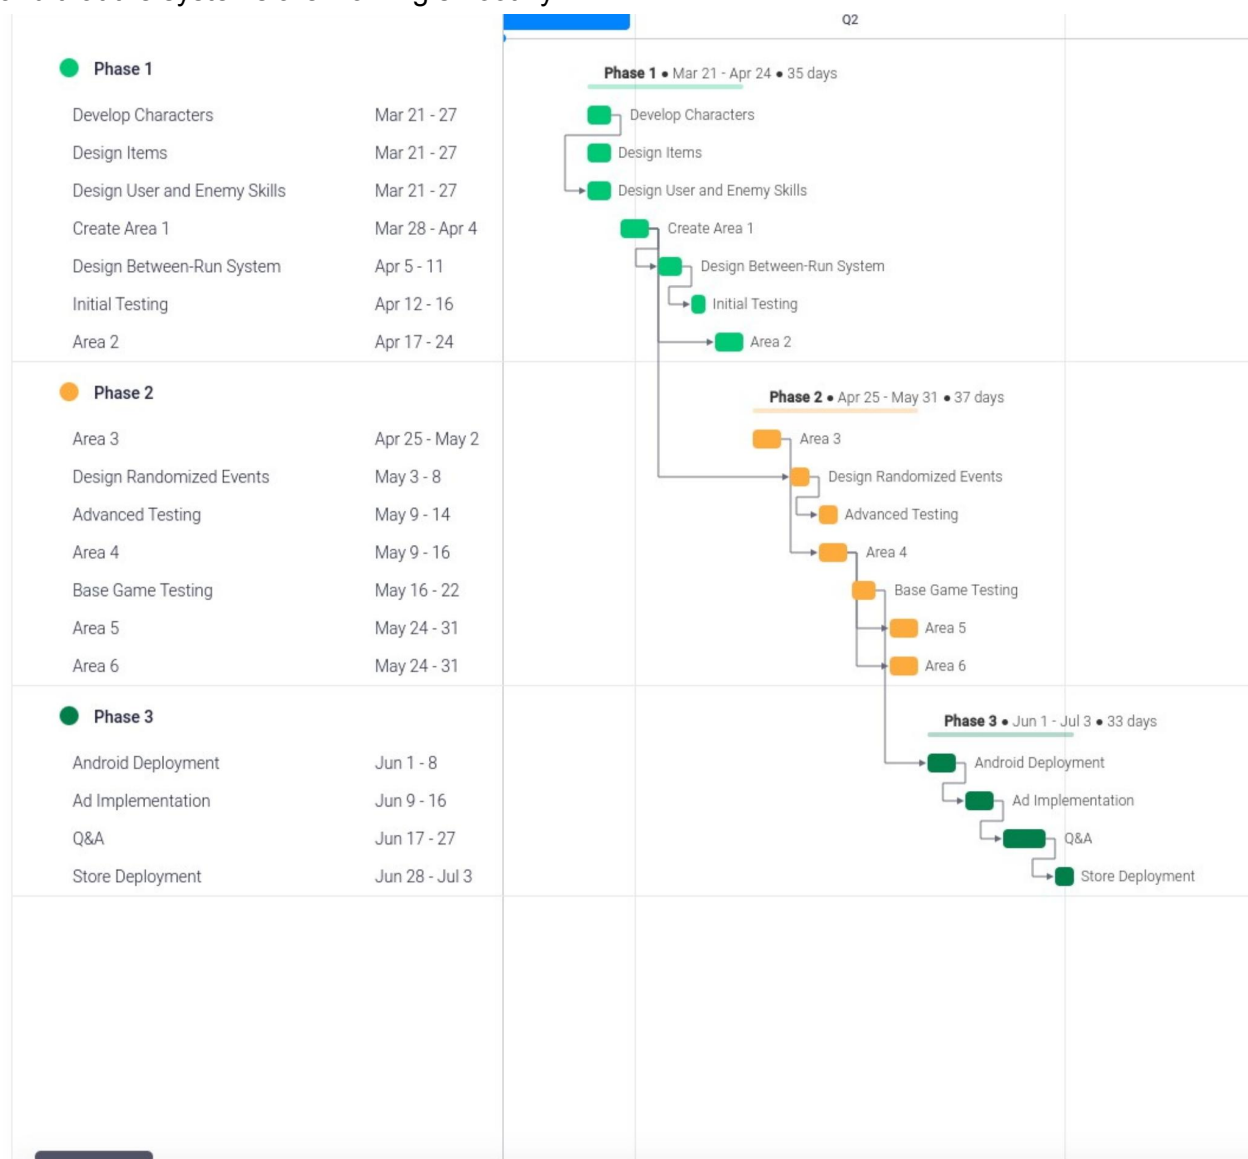 Q2
Phase 1
Phase 1 • Mar 21 - Apr 24 • 35 days
Develop Characters Mar 21 - 27 Develop Characters
Design Items Mar 21 - 27 Design Items
Design User and Enemy Skills Mar 21 - 27 Design User and Enemy Skills
Create Area 1 Mar 28 - Apr 4 Create Area 1
Design Between-Run System Apr 5 - 11 Design Between-Run System
Initial Testing Apr 12 - 16 Initial Testing
Area 2 Apr 17 - 24 Area 2
Phase 2
Phase 2 • Apr 25 - May 31 • 37 days
Area 3 Apr 25 - May 2 Area 3
Design Randomized Events May 3 - 8 Design Randomized Events
Advanced Testing May 9 - 14 Advanced Testing
Area 4 May 9 - 16 Area 4
Base Game Testing May 16 - 22 Base Game Testing
Area 5 May 24 - 31 Area 5
Area 6 May 24 - 31 Area 6
Phase 3
Phase 3 • Jun 1 - Jul 3 • 33 days
Android Deployment Jun 1 - 8 Android Deployment
Ad Implementation Jun 9 - 16 Ad Implementation
Q&A Jun 17 - 27 Q&A
Store Deployment Jun 28 - Jul 3 Store Deployment